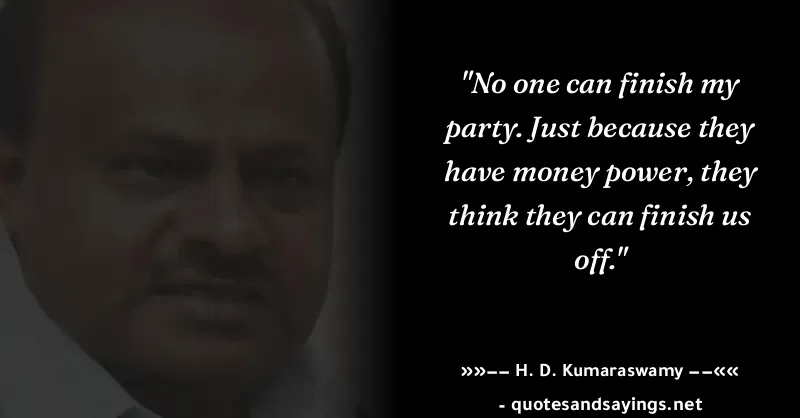 "No one can finish my
party. Just because they
have money power, they
think they can finish us
off."
»»–– H. D. Kumaraswamy ––««
- quotesandsayings.net